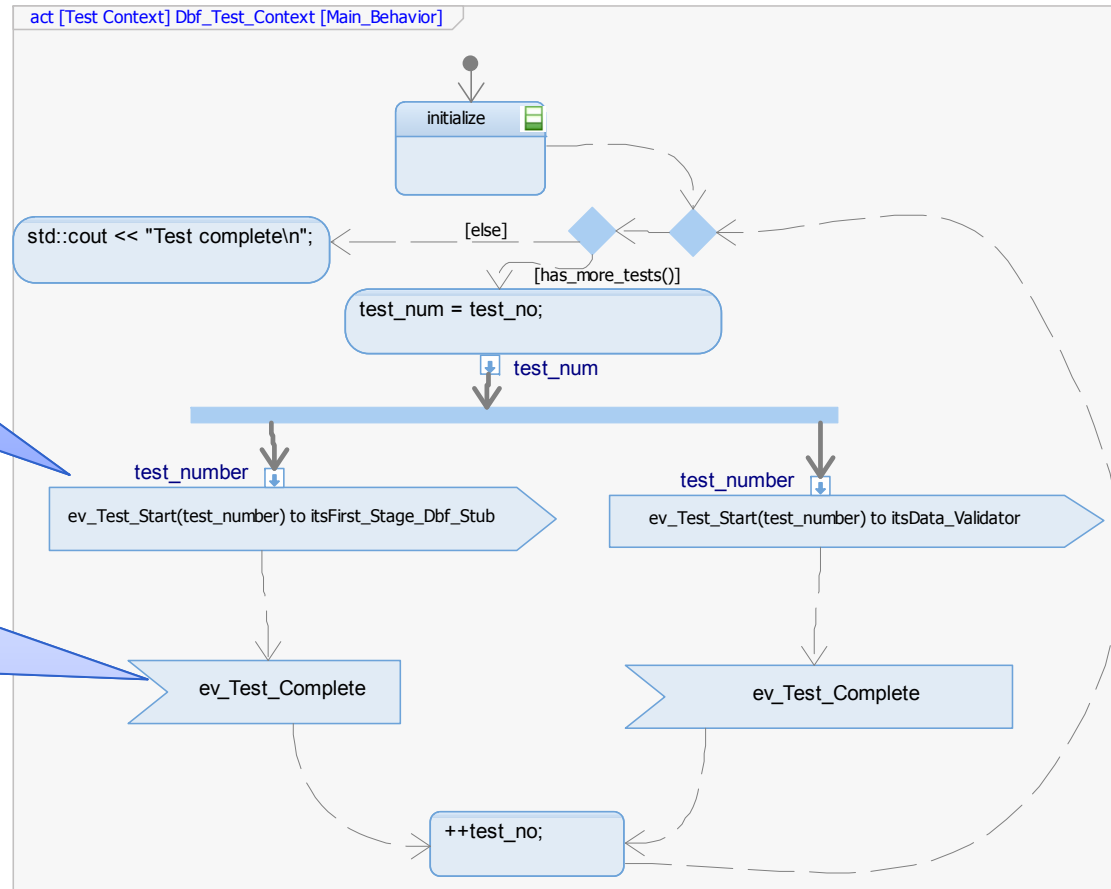 act [Test Context] Dbf_Test_Context [Main_Behavior]
initialize
[else]
std::cout << "Test complete\n";
[has_more_tests()]
test_num = test_no;
test_num
test_number
test_number
ev_Test_Start(test_number) to itsFirst_Stage_Dbf_Stub
ev_Test_Start(test_number) to itsData_Validator
ev_Test_Complete
ev_Test_Complete
++test_no;